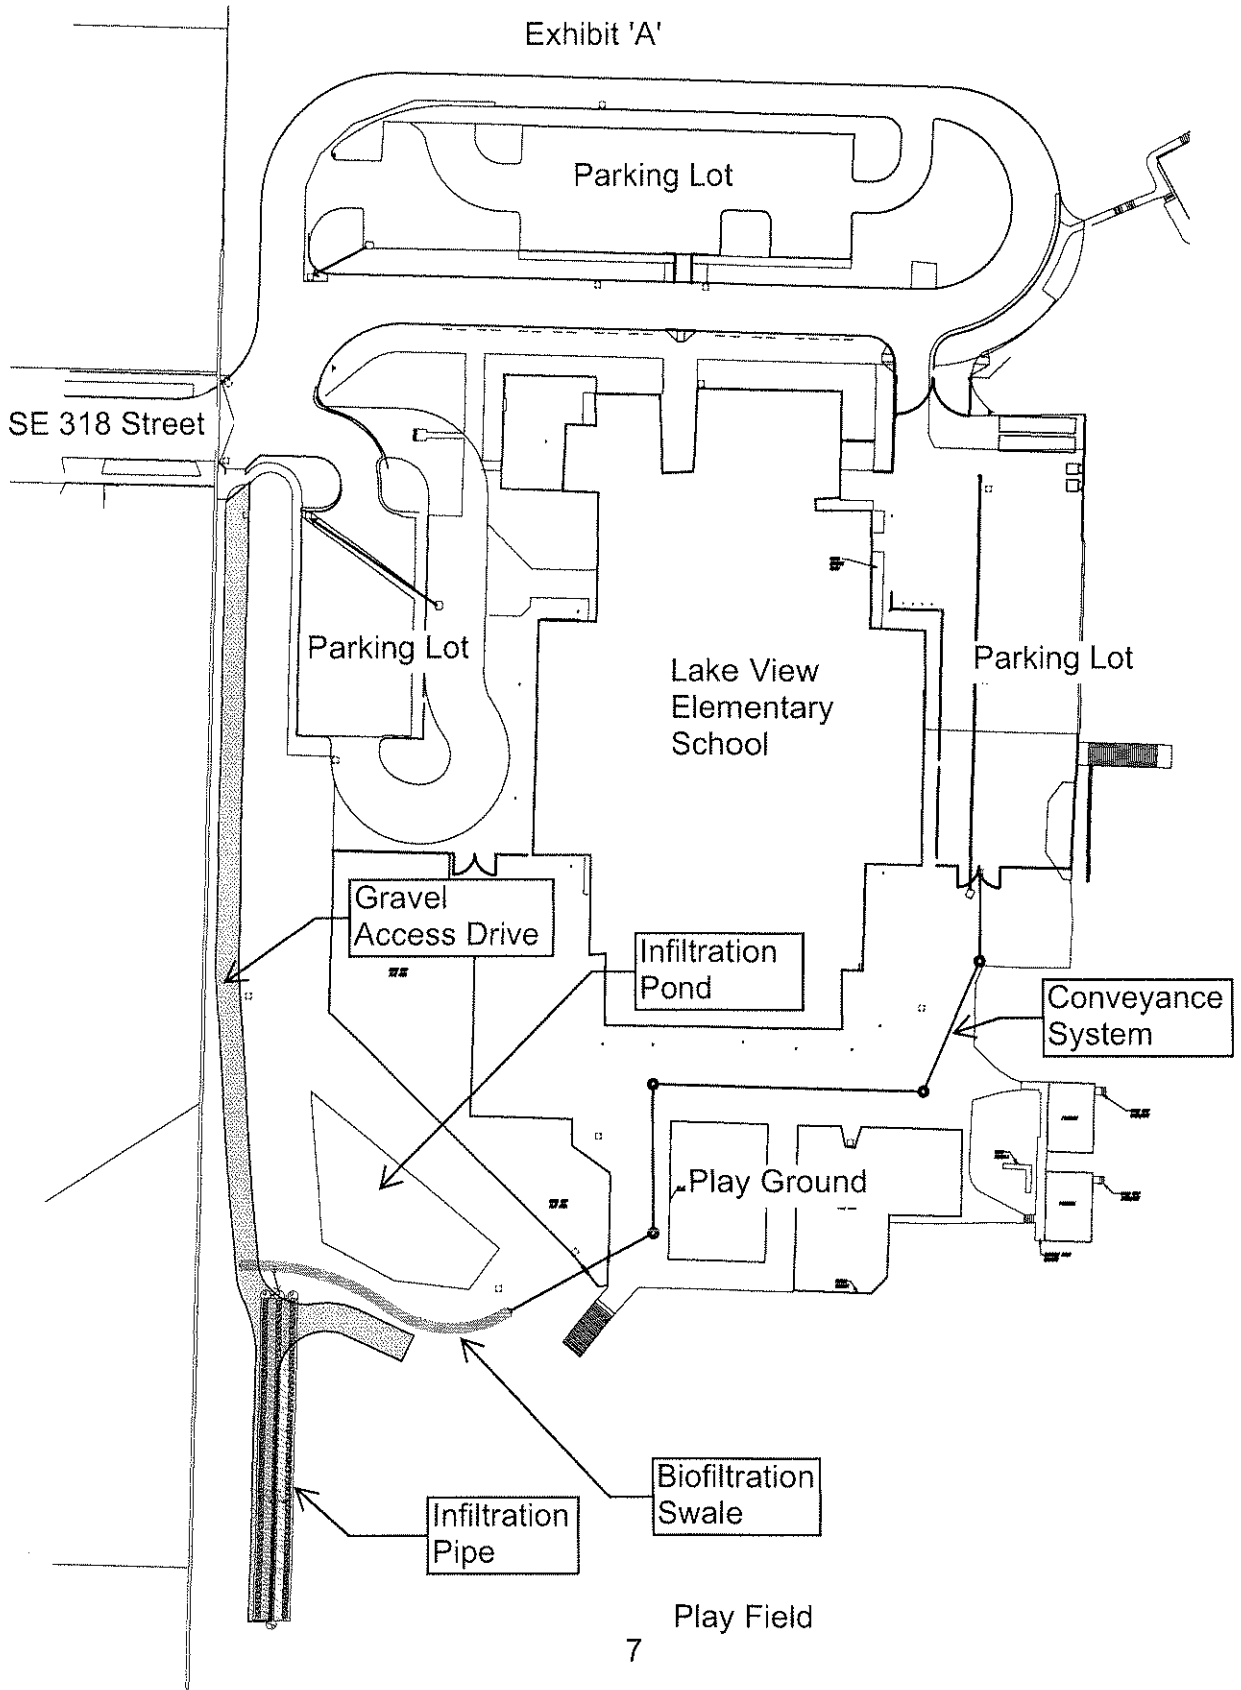 Exhibit 'A'
Parking Lot
SE 318 Street
Parking Lot
Lake View
Elementary
School
Parking Lot
Gravel
Access Drive
Infiltration
Pond
Conveyance
System
Play Ground
Biofiltration
Swale
Infiltration
Pipe
Play Field
7